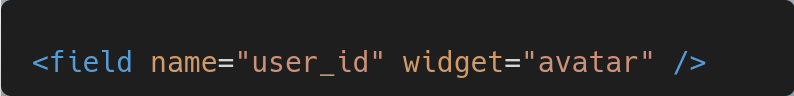 <field name="user_id" widget="avatar" />